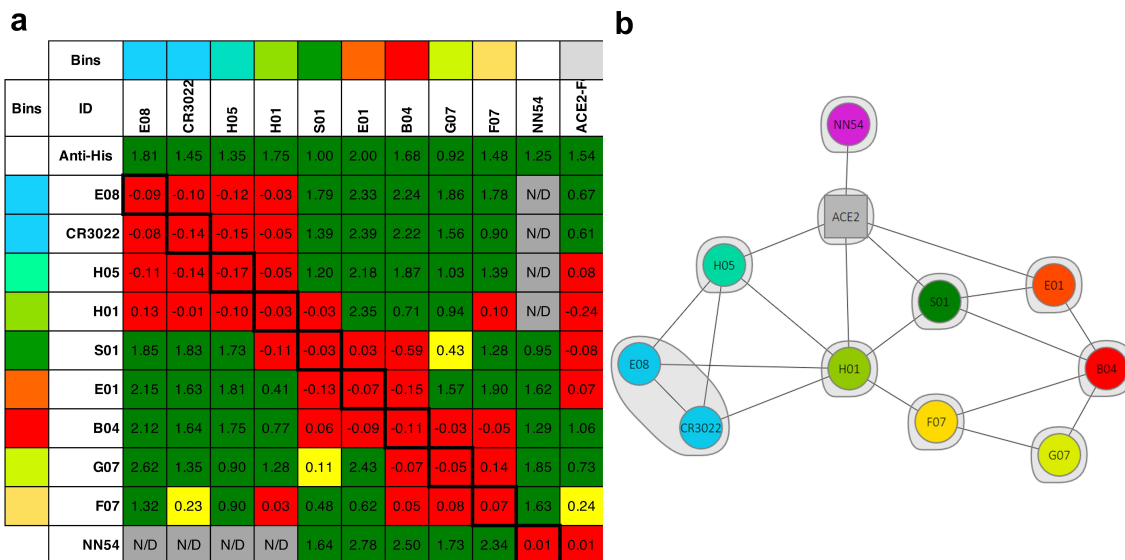 a
b
Bins
Bins ID E08 CR3022 H05 H01 S01 E01 B04 G07 F07 NN54 ACE2-F
Anti-His 1.81 1.45 1.35 1.75 1.00 2.00 1.68 0.92 1.48 1.25 1.54
E08 -0.09 -0.10 -0.12 -0.03 1.79 2.33 2.24 1.86 1.78 N/D 0.67
CR3022 -0.08 -0.14 -0.15 -0.05 1.39 2.39 2.22 1.56 0.90 N/D 0.61
H05 -0.11 -0.14 -0.17 -0.05 1.20 2.18 1.87 1.03 1.39 N/D 0.08
H01 0.13 -0.01 -0.10 -0.03 -0.03 2.35 0.71 0.94 0.10 N/D -0.24
S01 1.85 1.83 1.73 -0.11 -0.03 0.03 -0.59 0.43 1.28 0.95 -0.08
E01 2.15 1.63 1.81 0.41 -0.13 -0.07 -0.15 1.57 1.90 1.62 0.07
B04 2.12 1.64 1.75 0.77 0.06 -0.09 -0.11 -0.03 -0.05 1.29 1.06
G07 2.62 1.35 0.90 1.28 0.11 2.43 -0.07 -0.05 0.14 1.85 0.73
F07 1.32 0.23 0.90 0.03 0.48 0.62 0.05 0.08 0.07 1.63 0.24
NN54 N/D N/D N/D N/D 1.64 2.78 2.50 1.73 2.34 0.01 0.01
NN54
ACE2
H05
E01
S01
E08
H01
B04
F07
CR3022
G07